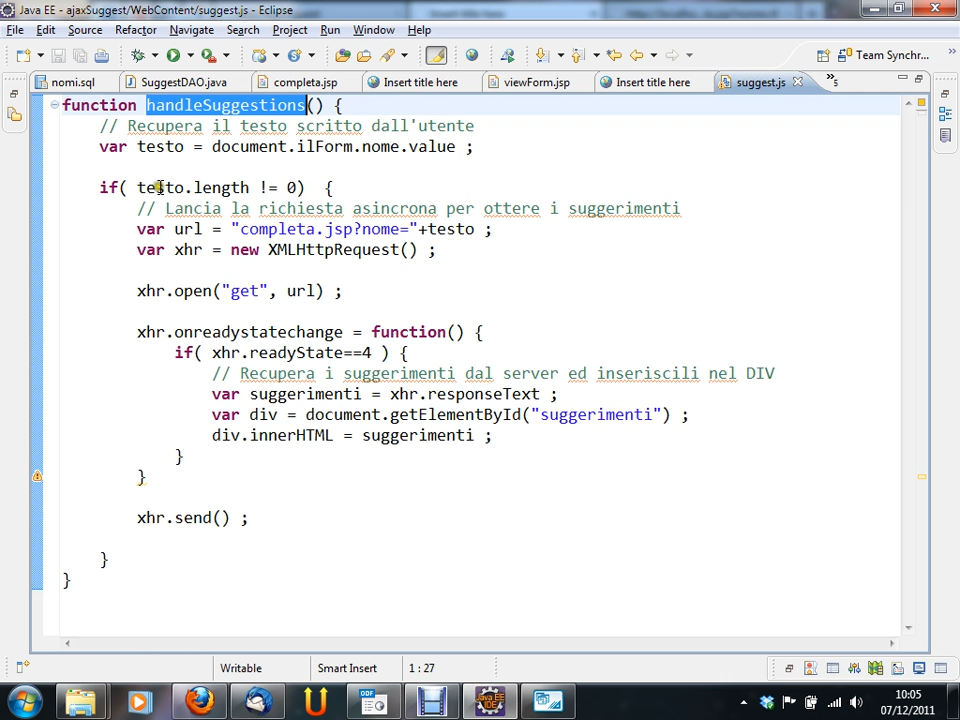 Java EE - ajaxSuggest/WebContent/suggest.js - Eclipse
File Edit Source Refactor Navigate Search Project Run Window Help
Team Synchr... »
nomi.sql SuggestDAO.java completa.jsp Insert title here viewForm.jsp Insert title here suggest.js »5
function handleSuggestions() {
// Recupera il testo scritto dall'utente
var testo = document.ilForm.nome.value ;
if( testo.length != 0) {
// Lancia la richiesta asincrona per ottere i suggerimenti
var url = "completa.jsp?nome="+testo ;
var xhr = new XMLHttpRequest() ;
xhr.open("get", url) ;
xhr.onreadystatechange = function() {
if( xhr.readyState==4 ) {
// Recupera i suggerimenti dal server ed inseriscili nel DIV
var suggerimenti = xhr.responseText ;
var div = document.getElementById("suggerimenti") ;
div.innerHTML = suggerimenti ;
}
}
xhr.send() ;
}
}
Writable Smart Insert 1 : 27
ODF Java EE IDE
10:05
07/12/2011